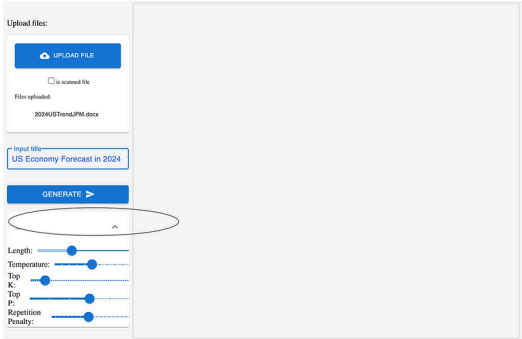 Upload files:
UPLOAD FILE
is scanned file
Files uploaded:
2024USTrendJPM.docx
Input title
US Economy Forecast in 2024
GENERATE
Length:
Temperature:
Top
K:
Top
P:
Repetition
Penalty: